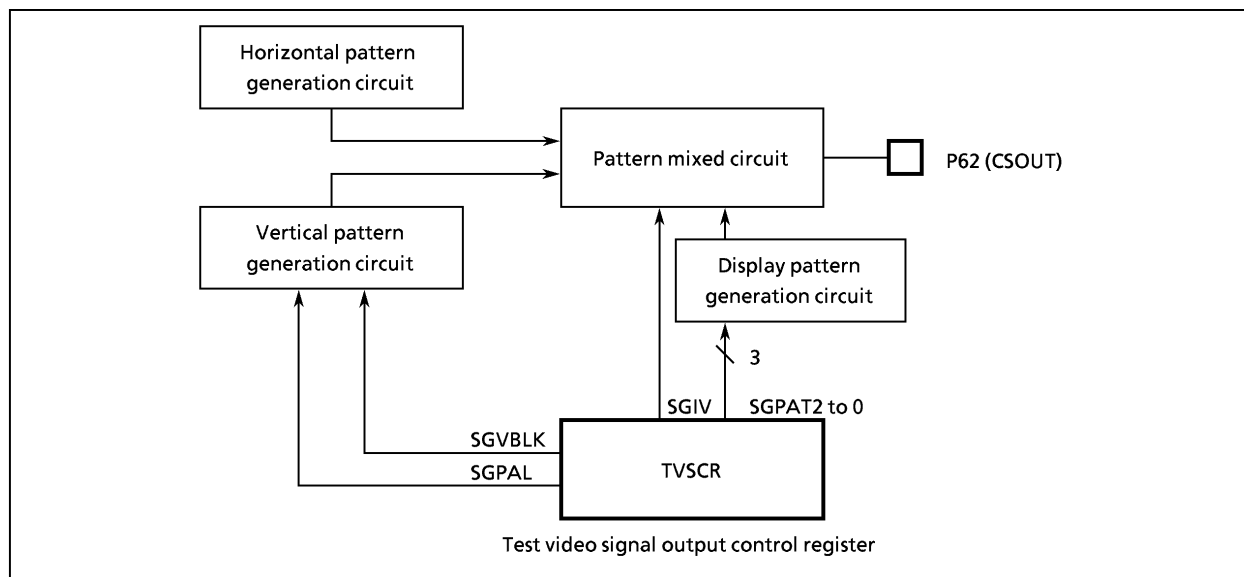 Horizontal pattern
generation circuit
Pattern mixed circuit
P62 (CSOUT)
Vertical pattern
generation circuit
Display pattern
generation circuit
3
SGIV
SGPAT2 to 0
SGVBLK
SGPAL
TVSCR
Test video signal output control register